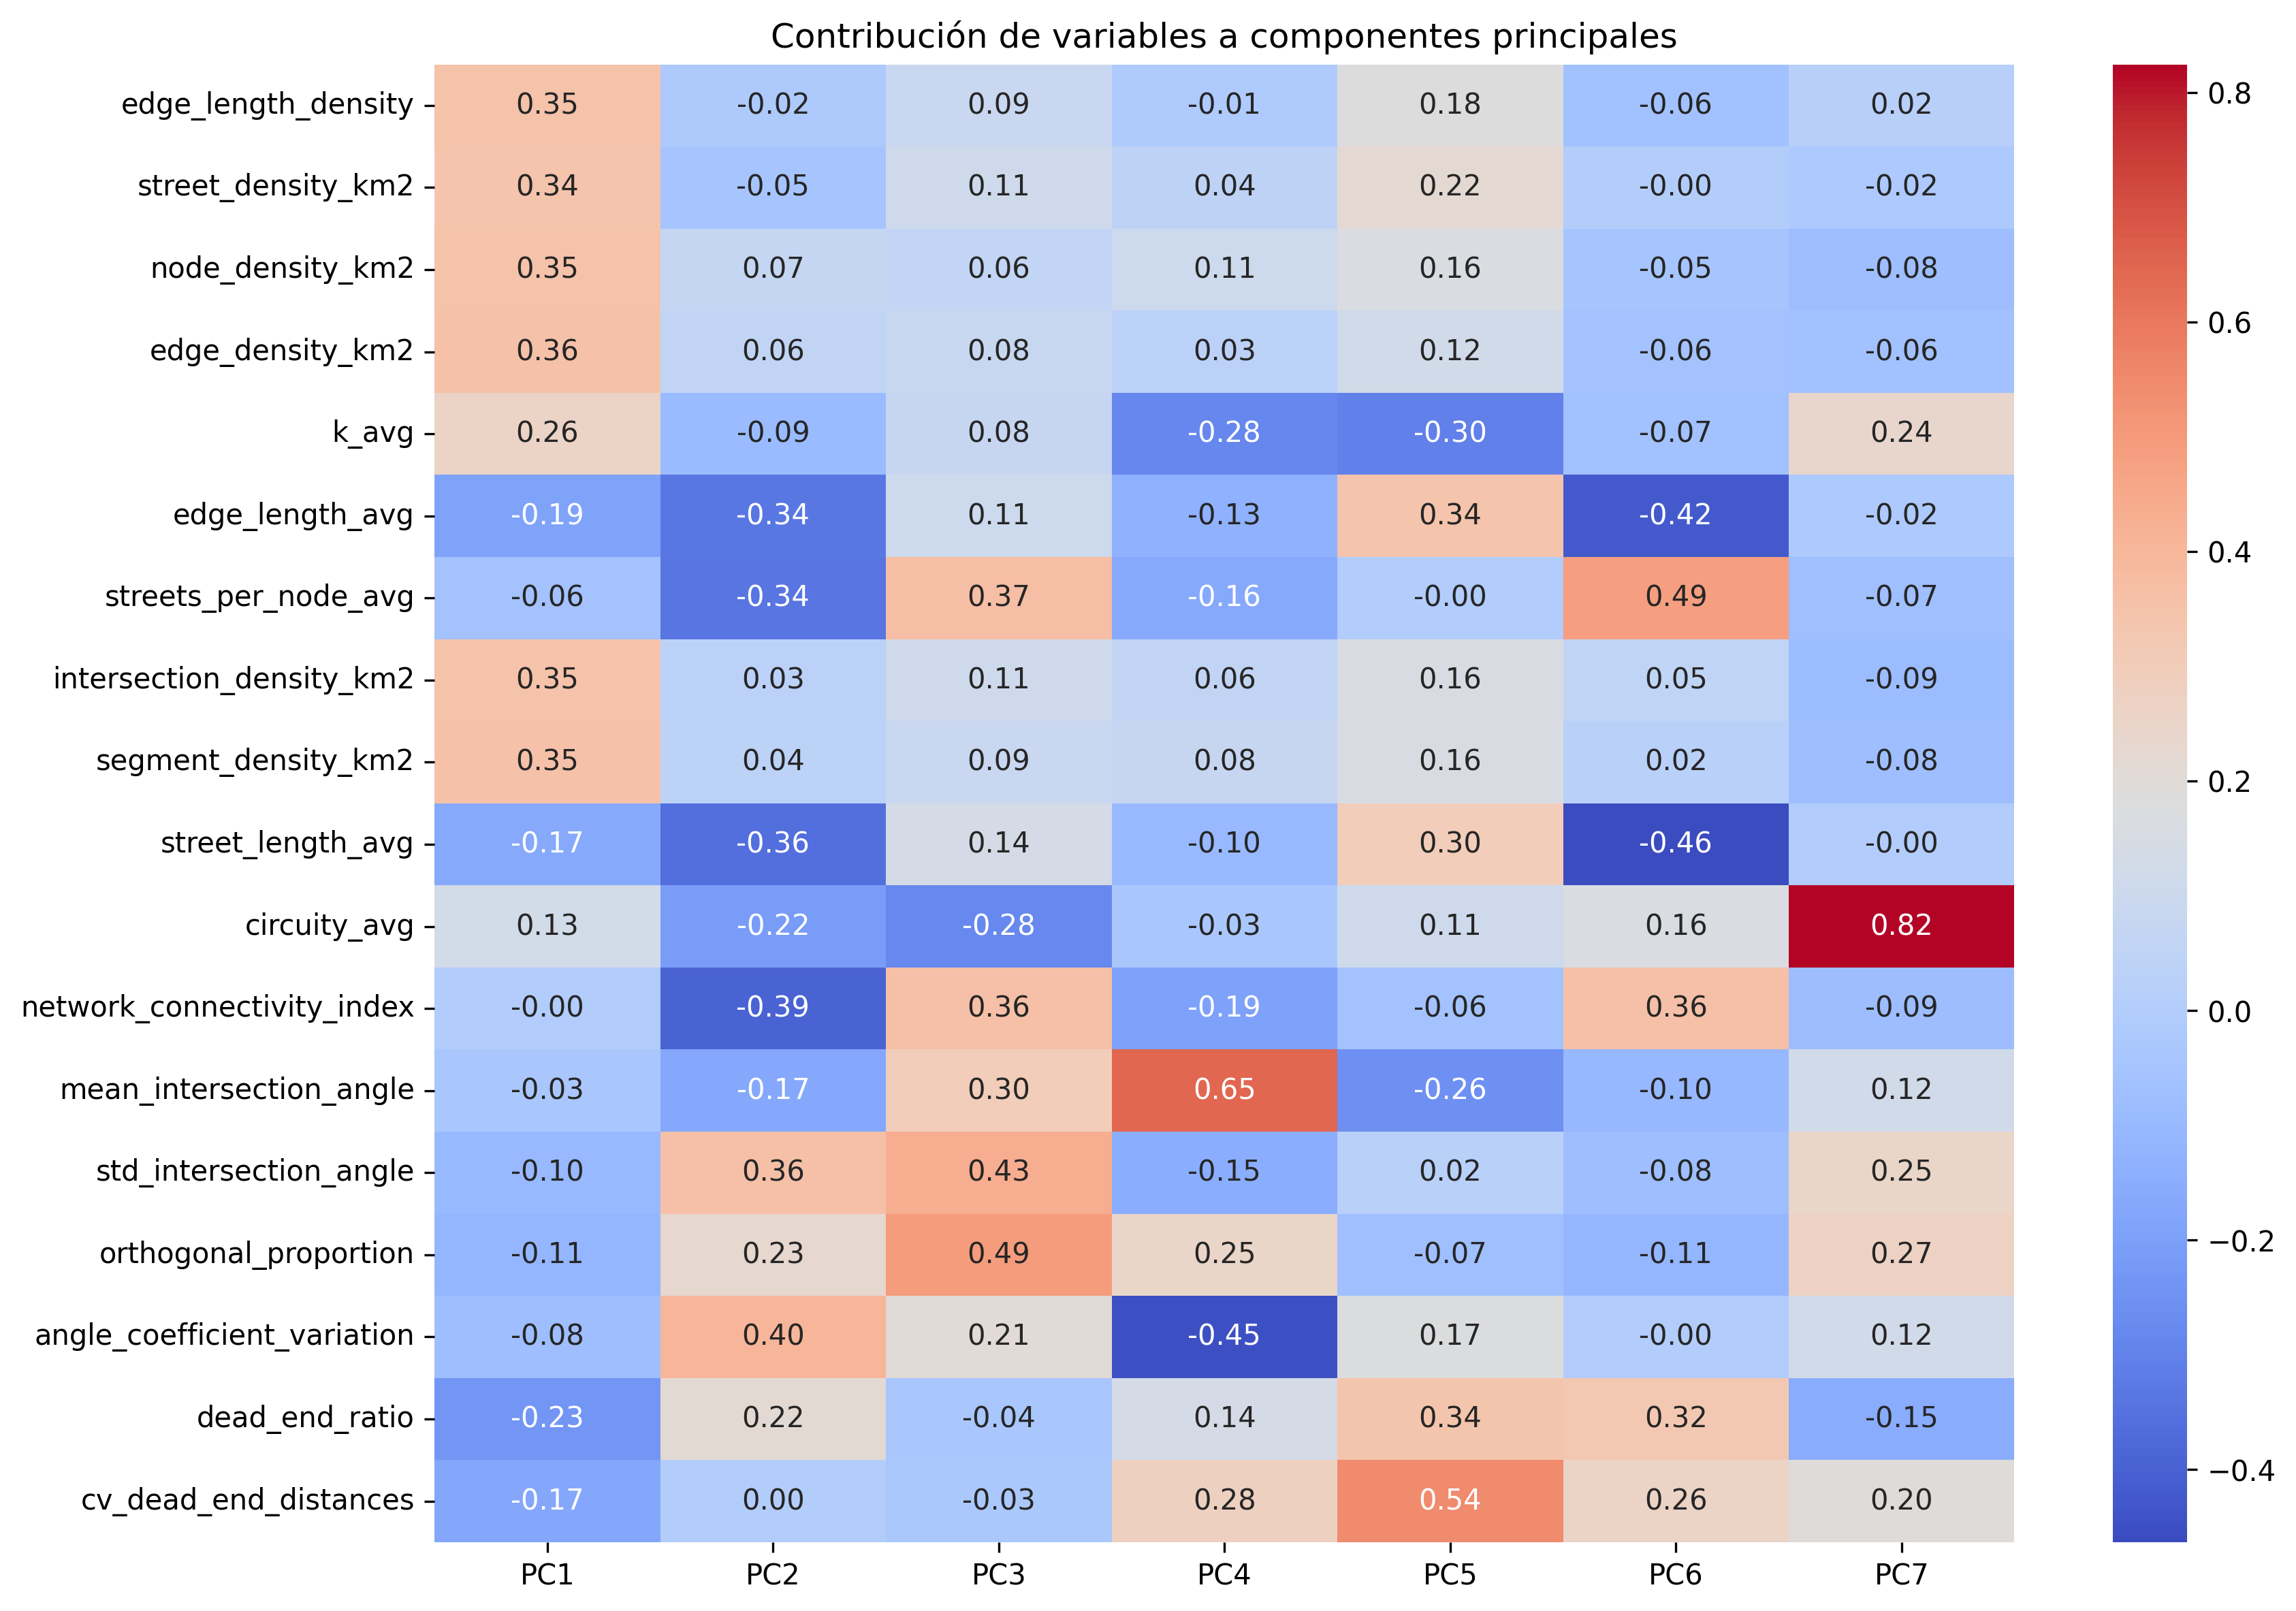 Contribución de variables a componentes principales
edge_length_density 0.35 -0.02 0.09 -0.01 0.18 -0.06 0.02
street_density_km2 0.34 -0.05 0.11 0.04 0.22 -0.00 -0.02
node_density_km2 0.35 0.07 0.06 0.11 0.16 -0.05 -0.08
edge_density_km2 0.36 0.06 0.08 0.03 0.12 -0.06 -0.06
k_avg 0.26 -0.09 0.08 -0.28 -0.30 -0.07 0.24
edge_length_avg -0.19 -0.34 0.11 -0.13 0.34 -0.42 -0.02
streets_per_node_avg -0.06 -0.34 0.37 -0.16 -0.00 0.49 -0.07
intersection_density_km2 0.35 0.03 0.11 0.06 0.16 0.05 -0.09
segment_density_km2 0.35 0.04 0.09 0.08 0.16 0.02 -0.08
street_length_avg -0.17 -0.36 0.14 -0.10 0.30 -0.46 -0.00
circuity_avg 0.13 -0.22 -0.28 -0.03 0.11 0.16 0.82
network_connectivity_index -0.00 -0.39 0.36 -0.19 -0.06 0.36 -0.09
mean_intersection_angle -0.03 -0.17 0.30 0.65 -0.26 -0.10 0.12
std_intersection_angle -0.10 0.36 0.43 -0.15 0.02 -0.08 0.25
orthogonal_proportion -0.11 0.23 0.49 0.25 -0.07 -0.11 0.27
angle_coefficient_variation -0.08 0.40 0.21 -0.45 0.17 -0.00 0.12
dead_end_ratio -0.23 0.22 -0.04 0.14 0.34 0.32 -0.15
cv_dead_end_distances -0.17 0.00 -0.03 0.28 0.54 0.26 0.20
PC1 PC2 PC3 PC4 PC5 PC6 PC7
0.8
0.6
0.4
0.2
0.0
−0.2
−0.4